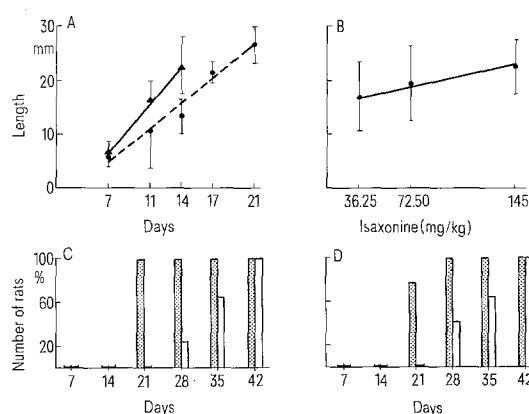 A
30
mm
20
10
0
Length
7
11
14
17
21
Days
B
36.25
72.50
145
Isaxonine (mg/kg)
C
100
%
60
20
Number of rats
7
14
21
28
35
42
Days
D
7
14
21
28
35
42
Days